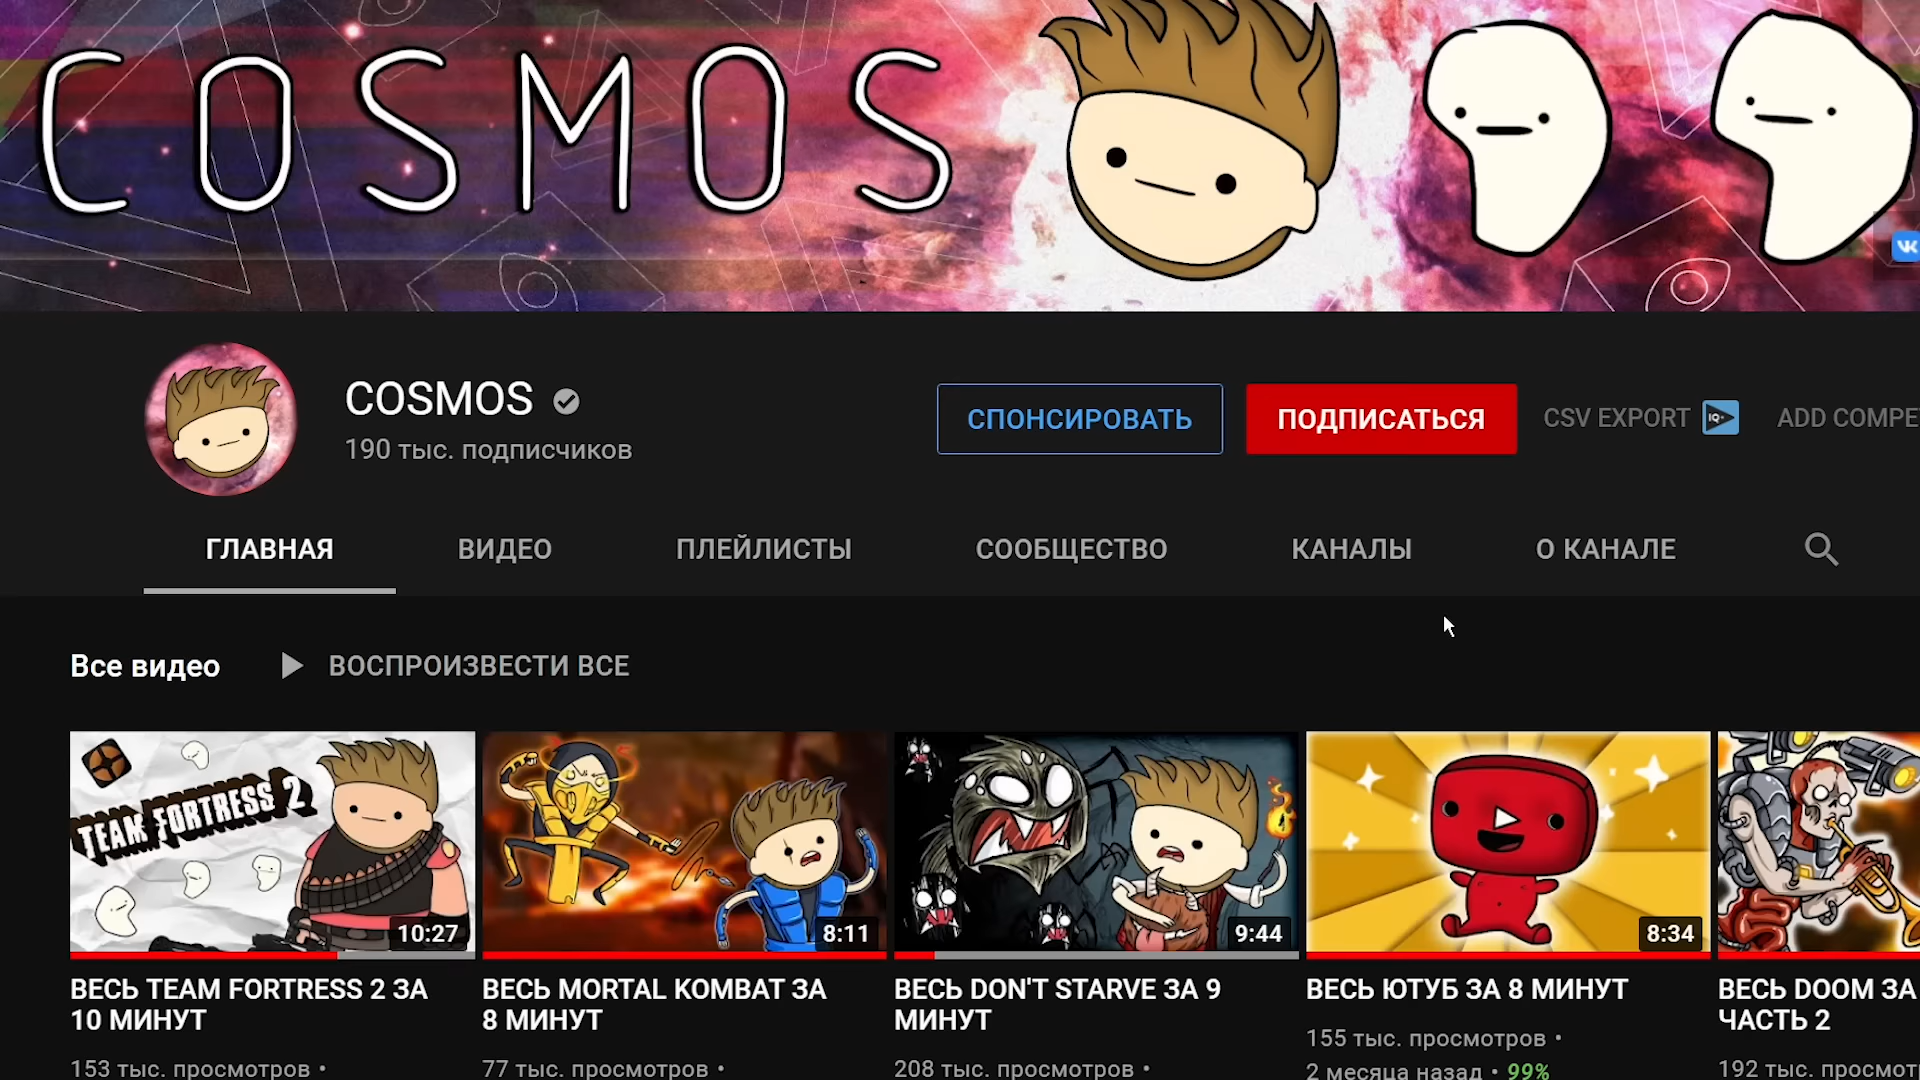 COSMOS
COSMOS
190 тыс. подписчиков
СПОНСИРОВАТЬ
ПОДПИСАТЬСЯ
CSV EXPORT
IQ
ADD COMPE
ГЛАВНАЯ
ВИДЕО
ПЛЕЙЛИСТЫ
СООБЩЕСТВО
КАНАЛЫ
О КАНАЛЕ
Все видео
ВОСПРОИЗВЕСТИ ВСЕ
TEAM FORTRESS 2
10:27
8:11
9:44
8:34
ВЕСЬ TEAM FORTRESS 2 ЗА
10 МИНУТ
153 тыс. просмотров •
ВЕСЬ MORTAL KOMBAT ЗА
8 МИНУТ
77 тыс. просмотров •
ВЕСЬ DON'T STARVE ЗА 9
МИНУТ
208 тыс. просмотров •
ВЕСЬ ЮТУБ ЗА 8 МИНУТ
155 тыс. просмотров •
2 месяца назад • 99%
ВЕСЬ DOOM ЗА
ЧАСТЬ 2
192 тыс. просмот